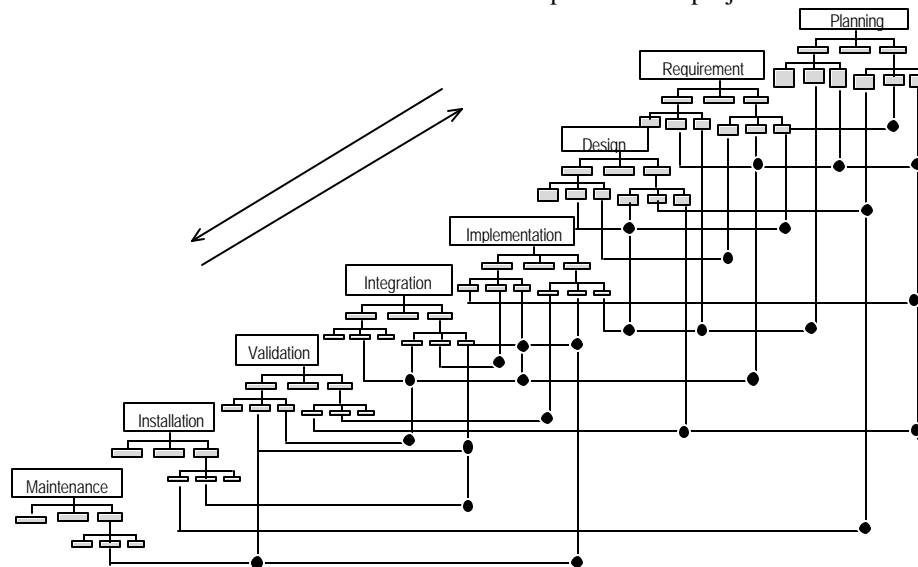 Planning
Requirement
Design
Implementation
Integration
Validation
Installation
Maintenance